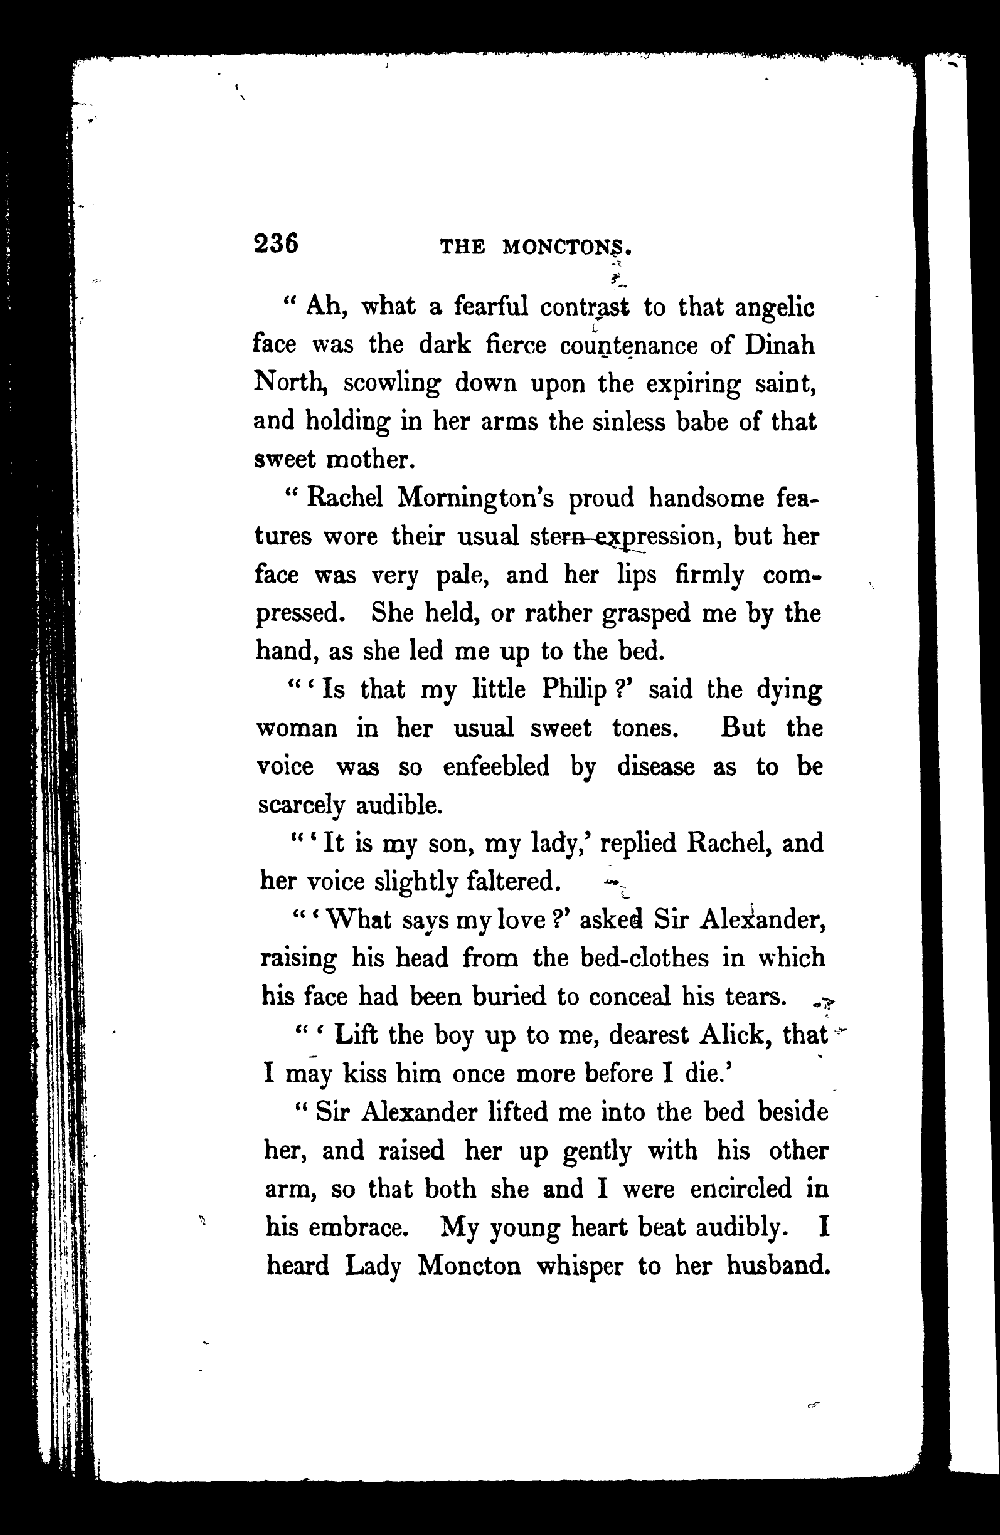 236 THE MONCTONS.
“ Ah, what a fearful contrast to that angelic
face was the dark fierce countenance of Dinah
North, scowling down upon the expiring saint,
and holding in her arms the sinless babe of that
sweet mother.
“ Rachel Mornington’s proud handsome fea-
tures wore their usual stern expression, but her
face was very pale, and her lips firmly com-
pressed. She held, or rather grasped me by the
hand, as she led me up to the bed.
“ ‘ Is that my little Philip ?’ said the dying
woman in her usual sweet tones. But the
voice was so enfeebled by disease as to be
scarcely audible.
“ ‘ It is my son, my lady,’ replied Rachel, and
her voice slightly faltered.
“ ‘ What says my love ?’ asked Sir Alexander,
raising his head from the bed-clothes in which
his face had been buried to conceal his tears.
“ ‘ Lift the boy up to me, dearest Alick, that
I may kiss him once more before I die.’
“ Sir Alexander lifted me into the bed beside
her, and raised her up gently with his other
arm, so that both she and I were encircled in
his embrace. My young heart beat audibly. I
heard Lady Moncton whisper to her husband.